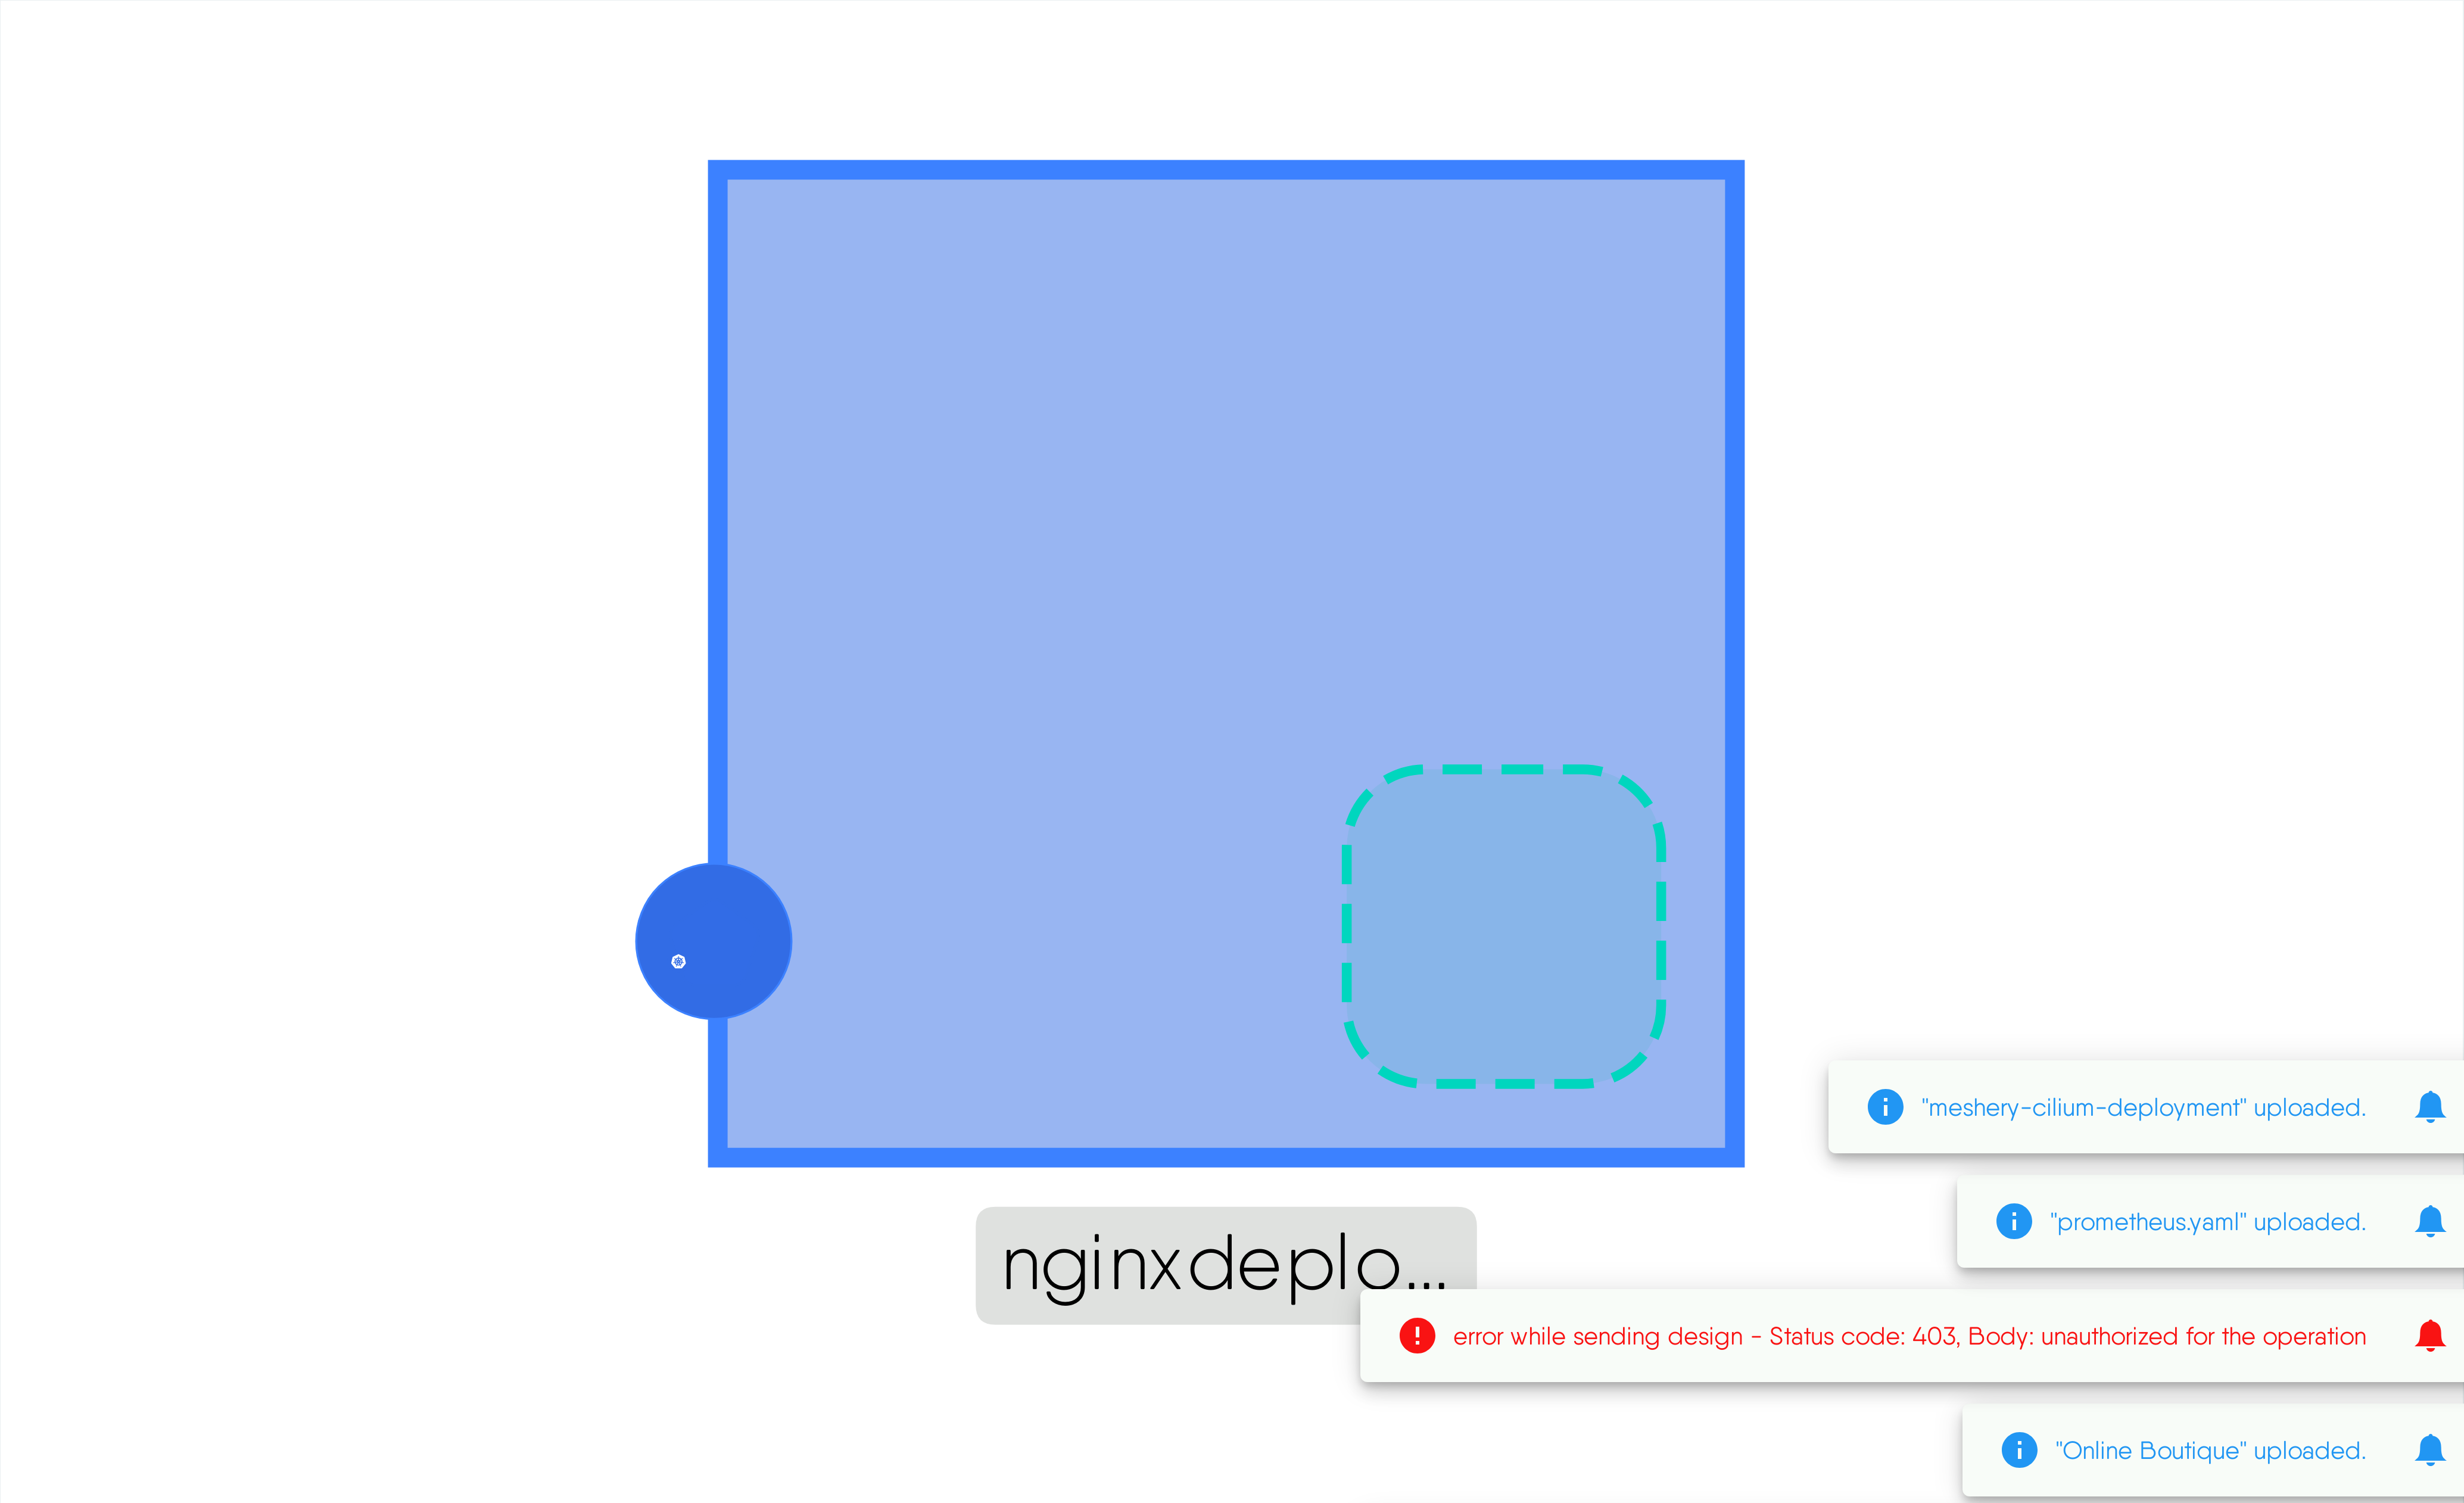 "meshery-cilium-deployment" uploaded.
"prometheus.yaml" uploaded.
nginxdeplo...
error while sending design - Status code: 403, Body: unauthorized for the operation
"Online Boutique" uploaded.